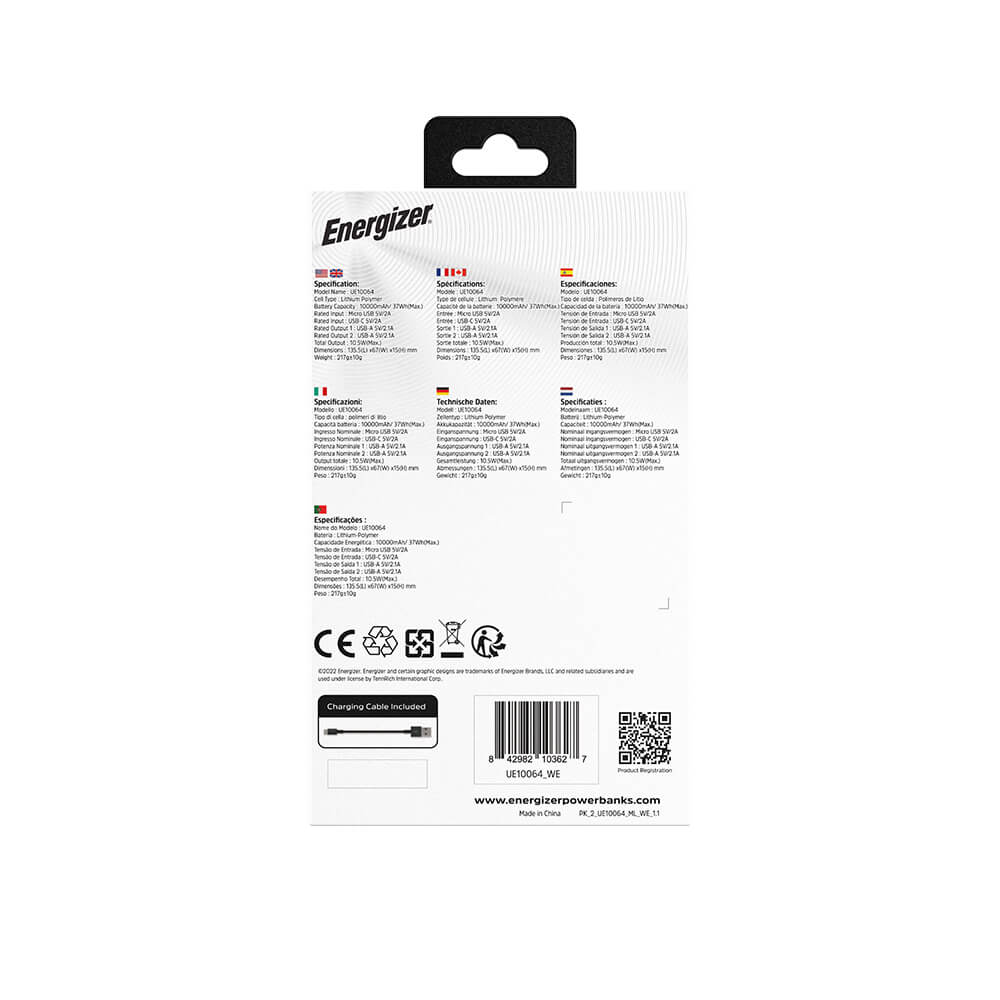 Energizer
Specification:
Model Name : UE10064
Cell Type : Lithium Polymer
Battery Capacity : 10000mAh/ 37Wh(Max.)
Rated Input : Micro USB 5V/2A
Rated Input : USB-C 5V/2A
Rated Output 1 : USB-A 5V/2.1A
Rated Output 2 : USB-A 5V/2.1A
Total Output : 10.5W(Max.)
Dimensions : 135.5(L) x67(W) x15(H) mm
Weight : 217g±10g
Spécifications:
Modèle : UE10064
Type de cellule : Lithium Polymere
Capacité de la batterie : 10000mAh/ 37Wh(Max.)
Entrée : Micro USB 5V/2A
Entrée : USB-C 5V/2A
Sortie 1 : USB-A 5V/2.1A
Sortie 2 : USB-A 5V/2.1A
Sortie totale : 10.5W(Max.)
Dimensions : 135.5(L) x67(W) x15(H) mm
Poids : 217g±10g
Especificaciones:
Modelo : UE10064
Tipo de celda : Polímeros de Litio
Capacidad de la batería : 10000mAh/ 37Wh(Max.)
Tensión de Entrada : Micro USB 5V/2A
Tensión de Entrada : USB-C 5V/2A
Tensión de Salida 1 : USB-A 5V/2.1A
Tensión de Salida 2 : USB-A 5V/2.1A
Producción total : 10.5W(Max.)
Dimensiones : 135.5(L) x67(W) x15(H) mm
Peso : 217g±10g
Specificazioni:
Modello : UE10064
Tipo di cella : polimeri di litio
Capacità batteria : 10000mAh/ 37Wh(Max.)
Ingresso Nominale : Micro USB 5V/2A
Ingresso Nominale : USB-C 5V/2A
Potenza Nominale 1 : USB-A 5V/2.1A
Potenza Nominale 2 : USB-A 5V/2.1A
Output totale : 10.5W(Max.)
Dimensioni : 135.5(L) x67(W) x15(H) mm
Peso : 217g±10g
Technische Daten:
Modell : UE10064
Zellentyp : Lithium Polymer
Akkukapazität : 10000mAh/ 37Wh(Max.)
Eingangspannung : Micro USB 5V/2A
Eingangspannung : USB-C 5V/2A
Ausgangspannung 1 : USB-A 5V/2.1A
Ausgangspannung 2 : USB-A 5V/2.1A
Gesamtleistung : 10.5W(Max.)
Abmessungen : 135.5(L) x67(W) x15(H) mm
Gewicht : 217g±10g
Specificaties :
Modelnaam : UE10064
Batterij : Lithium Polymer
Capaciteit : 10000mAh/ 37Wh(Max.)
Nominaal ingangsvermogen : Micro USB 5V/2A
Nominaal ingangsvermogen : USB-C 5V/2A
Nominaal uitgangsvermogen 1 : USB-A 5V/2.1A
Nominaal uitgangsvermogen 2 : USB-A 5V/2.1A
Totaal uitgangsvermogen : 10.5W(Max.)
Afmetingen : 135.5(L) x67(W) x15(H) mm
Gewicht : 217g±10g
Especificações :
Nome do Modelo : UE10064
Bateria : Lithium-Polymer
Capacidade Energética : 10000mAh/ 37Wh(Max.)
Tensão de Entrada : Micro USB 5V/2A
Tensão de Entrada : USB-C 5V/2A
Tensão de Saída 1 : USB-A 5V/2.1A
Tensão de Saída 2 : USB-A 5V/2.1A
Desempenho Total : 10.5W(Max.)
Dimensões : 135.5(L) x67(W) x15(H) mm
Peso : 217g±10g
CE
©2022 Energizer. Energizer and certain graphic designs are trademarks of Energizer Brands, LLC and related subsidiaries and are
used under license by TennRich International Corp.
Charging Cable Included
8 42982 10362 7
UE10064_WE
Product Registration
www.energizerpowerbanks.com
Made in China PK_2_UE10064_ML_WE_1.1